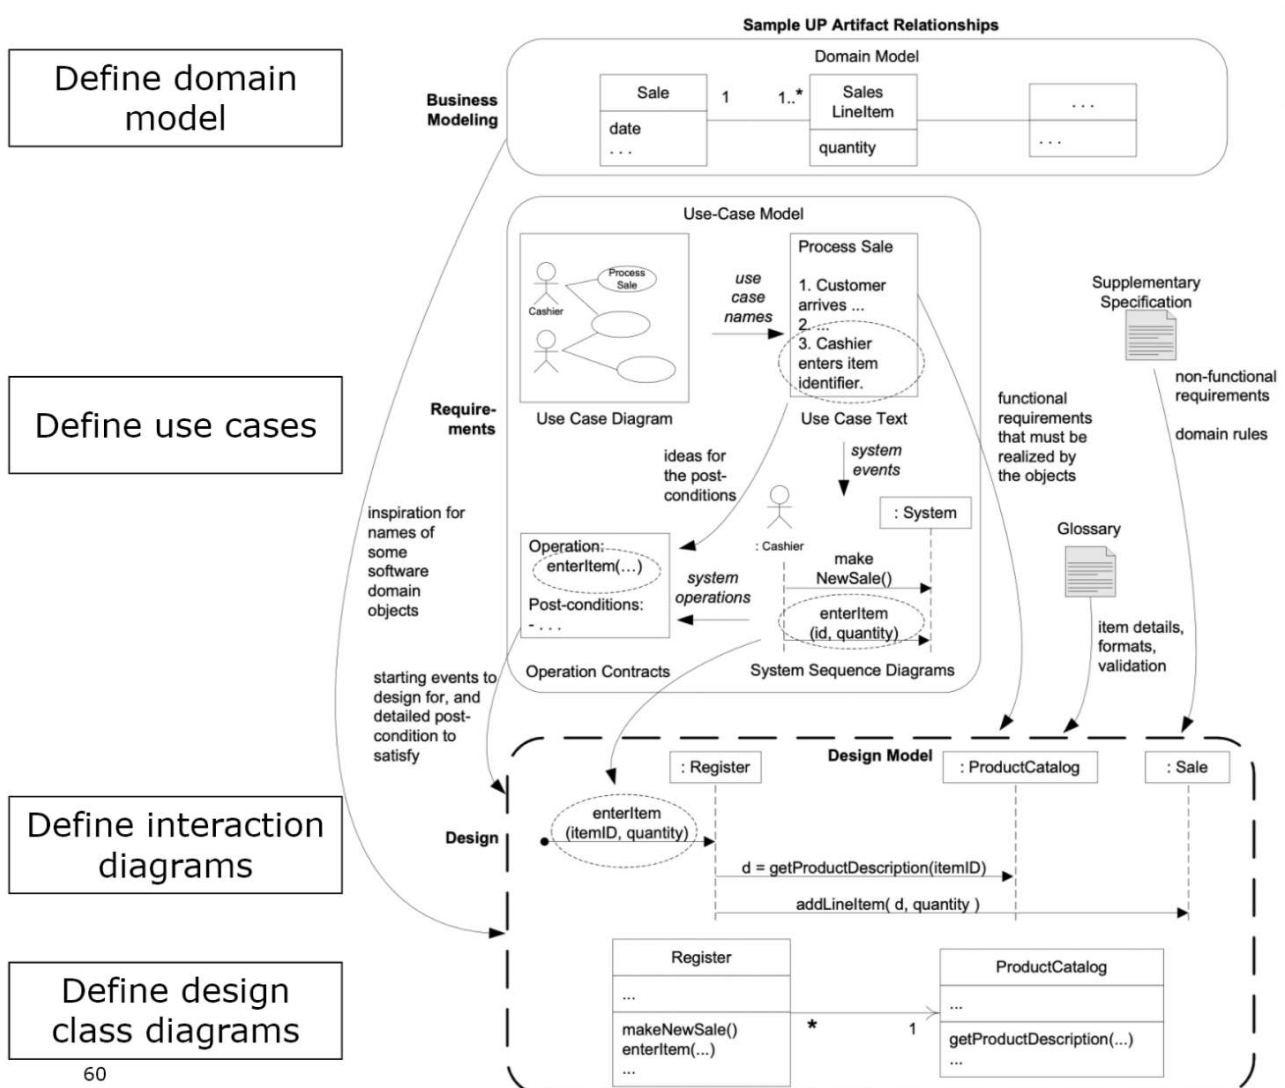 Sample UP Artifact Relationships
Define domain
model
Business
Modeling
Domain Model
Sale
1
1..*
Sales
LineItem
. . .
date
. . .
quantity
. . .
Define use cases
Require-
ments
Use-Case Model
Process
Sale
Cashier
Use Case Diagram
use
case
names
Process Sale
1. Customer
arrives ...
2. ...
3. Cashier
enters item
identifier.
Use Case Text
Supplementary
Specification
non-functional
requirements
domain rules
functional
requirements
that must be
realized by
the objects
ideas for
the post-
conditions
system
events
inspiration for
names of
some
software
domain
objects
Operation:
enterItem(…)
Post-conditions:
- . . .
Operation Contracts
system
operations
: Cashier
: System
make
NewSale()
enterItem
(id, quantity)
System Sequence Diagrams
Glossary
item details,
formats,
validation
starting events to
design for, and
detailed post-
condition to
satisfy
Define interaction
diagrams
Design
Design Model
: Register
: ProductCatalog
: Sale
enterItem
(itemID, quantity)
d = getProductDescription(itemID)
addLineItem( d, quantity )
Define design
class diagrams
Register
...
makeNewSale()
enterItem(...)
...
*
1
ProductCatalog
...
getProductDescription(...)
...
60